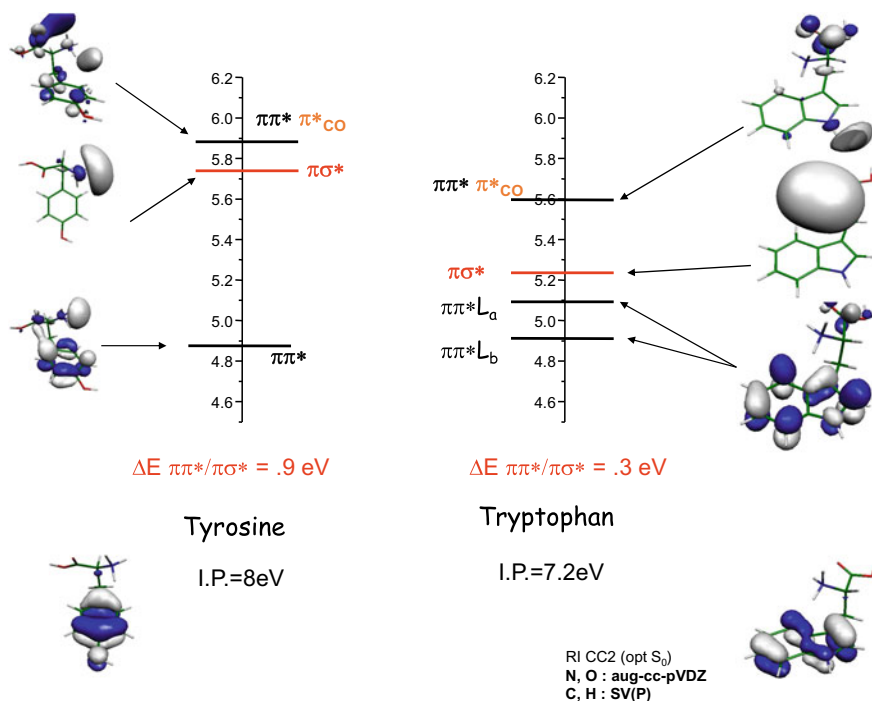 6.2
6.0
5.8
5.6
5.4
5.2
5.0
4.8
4.6
ππ* π*CO
πσ*
ππ*
6.2
6.0
5.8
5.6
5.4
5.2
5.0
4.8
4.6
ππ* π*CO
πσ*
ππ*La
ππ*Lb
ΔE ππ*/πσ* = .9 eV
ΔE ππ*/πσ* = .3 eV
Tyrosine
Tryptophan
I.P.=8eV
I.P.=7.2eV
RI CC2 (opt S0)
N, O : aug-cc-pVDZ
C, H : SV(P)